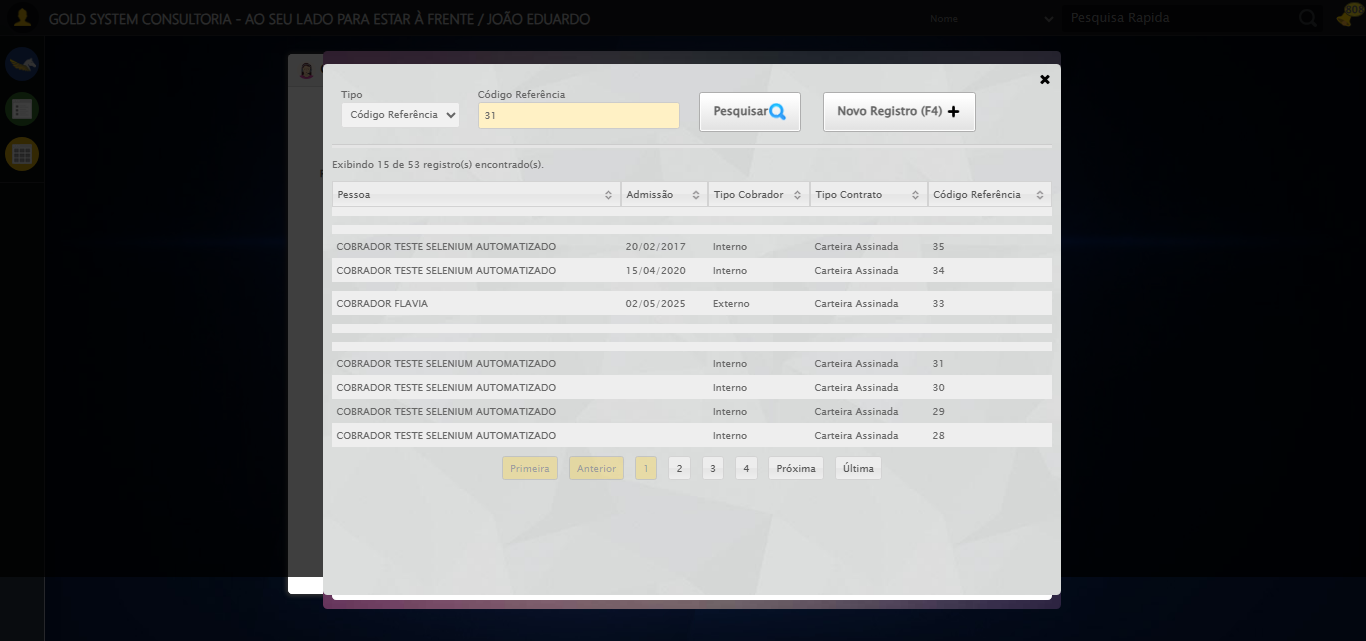 GOLD SYSTEM CONSULTORIA - AO SEU LADO PARA ESTAR À FRENTE / JOÃO EDUARDO
Nome
Pesquisa Rapida
Tipo
Código Referência
Código Referência
31
Pesquisar
Novo Registro (F4)
Exibindo 15 de 53 registro(s) encontrado(s).
Pessoa Admissão Tipo Cobrador Tipo Contrato Código Referência
COBRADOR TESTE SELENIUM AUTOMATIZADO 20/02/2017 Interno Carteira Assinada 35
COBRADOR TESTE SELENIUM AUTOMATIZADO 15/04/2020 Interno Carteira Assinada 34
COBRADOR FLAVIA 02/05/2025 Externo Carteira Assinada 33
COBRADOR TESTE SELENIUM AUTOMATIZADO Interno Carteira Assinada 31
COBRADOR TESTE SELENIUM AUTOMATIZADO Interno Carteira Assinada 30
COBRADOR TESTE SELENIUM AUTOMATIZADO Interno Carteira Assinada 29
COBRADOR TESTE SELENIUM AUTOMATIZADO Interno Carteira Assinada 28
Primeira Anterior 1 2 3 4 Próxima Última